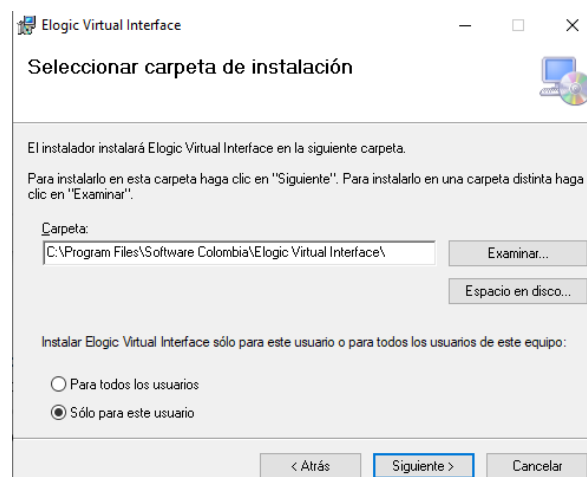 Elogic Virtual Interface
Seleccionar carpeta de instalación
El instalador instalará Elogic Virtual Interface en la siguiente carpeta.
Para instalarlo en esta carpeta haga clic en "Siguiente". Para instalarlo en una carpeta distinta haga
clic en "Examinar".
Carpeta:
C:\Program Files\Software Colombia\Elogic Virtual Interface\
Examinar...
Espacio en disco...
Instalar Elogic Virtual Interface sólo para este usuario o para todos los usuarios de este equipo:
Para todos los usuarios
Sólo para este usuario
< Atrás
Siguiente >
Cancelar